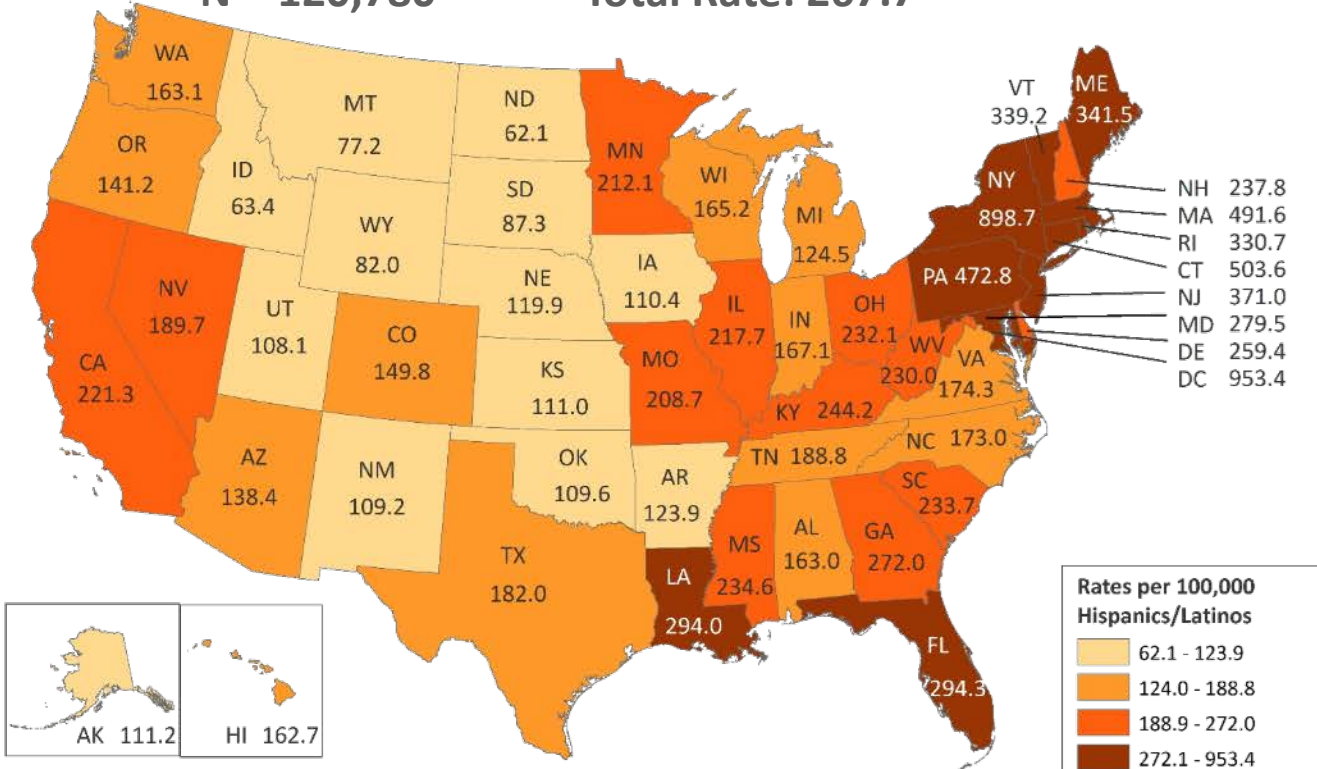 N Total Rate:
WA
163.1
OR
141.2
ID
63.4
MT
77.2
ND
62.1
MN
212.1
SD
87.3
WY
82.0
WI
165.2
MI
124.5
VT
339.2
ME
341.5
NY
898.7
NH 237.8
MA 491.6
RI 330.7
CT 503.6
NJ 371.0
MD 279.5
DE 259.4
DC 953.4
PA 472.8
NV
189.7
CA
221.3
UT
108.1
CO
149.8
NE
119.9
IA
110.4
IL
217.7
IN
167.1
OH
232.1
WV
230.0
VA
174.3
KS
111.0
MO
208.7
KY 244.2
NC 173.0
TN 188.8
SC
233.7
AZ
138.4
NM
109.2
OK
109.6
AR
123.9
MS
234.6
AL
163.0
GA
272.0
TX
182.0
LA
294.0
FL
294.3
AK 111.2
HI 162.7
Rates per 100,000
Hispanics/Latinos
62.1 - 123.9
124.0 - 188.8
188.9 - 272.0
272.1 - 953.4